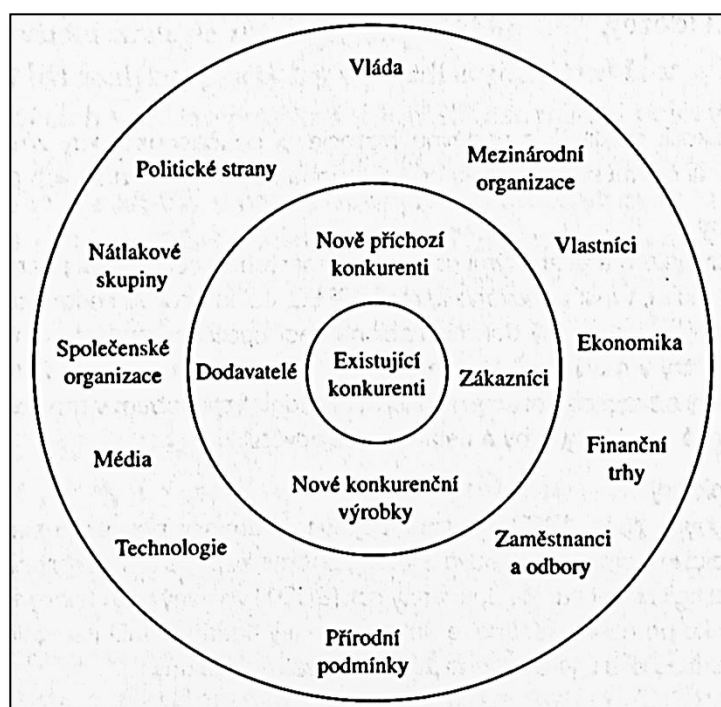 Vláda
Politické strany
Mezinárodní
organizace
Nátlakové
skupiny
Nově příchozí
konkurenti
Vlastníci
Společenské
organizace
Dodavatelé
Existující
konkurenti
Zákazníci
Ekonomika
Média
Nové konkurenční
výrobky
Finanční
trhy
Technologie
Zaměstnanci
a odbory
Přírodní
podmínky